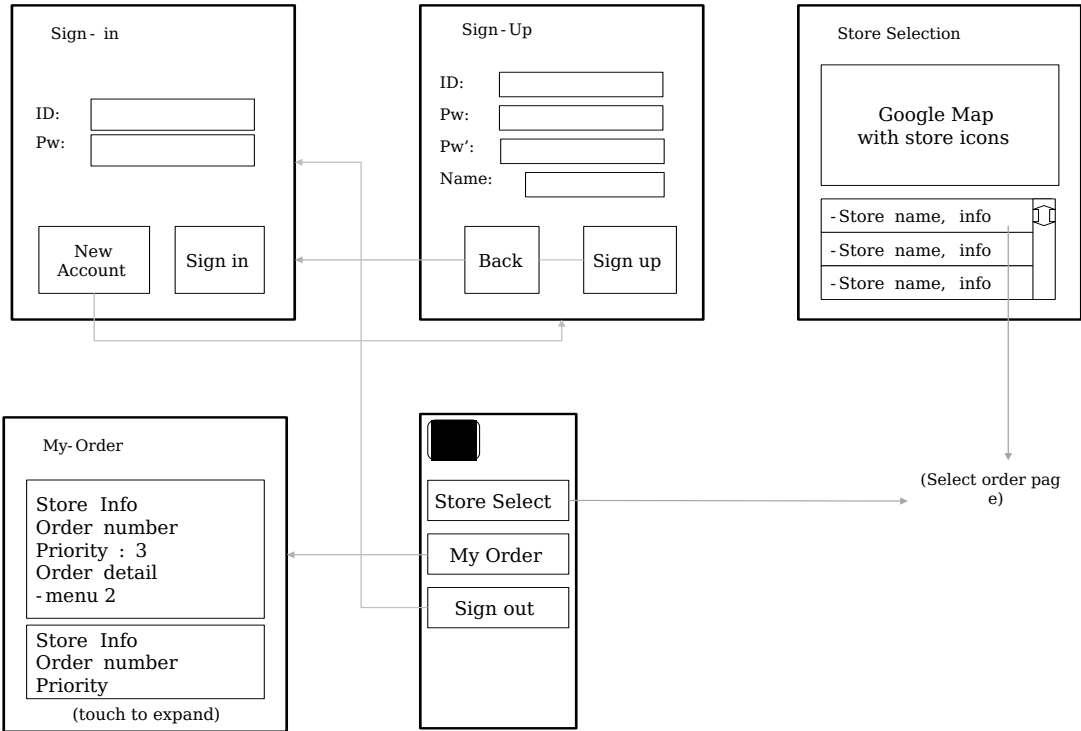 Sign- in
ID:
Pw:
New
Account
Sign in
Sign-Up
ID:
Pw:
Pw’:
Name:
Back
Sign up
Store Selection
Google Map
with store icons
-Store name, info
-Store name, info
-Store name, info
My-Order
Store Info
Order number
Priority : 3
Order detail
-menu 2
Store Info
Order number
Priority
(touch to expand)
Store Select
My Order
Sign out
(Select order pag
e)